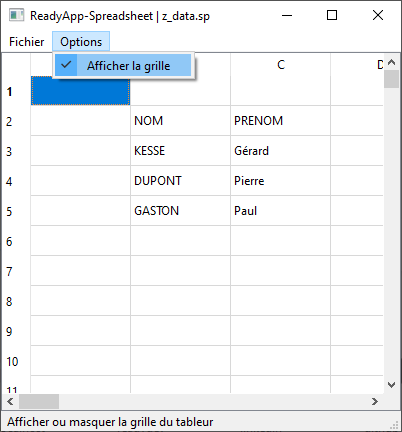 ReadyApp-Spreadsheet | z_data.sp
Fichier Options
Afficher la grille
C D
1
2 NOM PRENOM
3 KESSE Gérard
4 DUPONT Pierre
5 GASTON Paul
6
7
8
9
10
11
Afficher ou masquer la grille du tableur